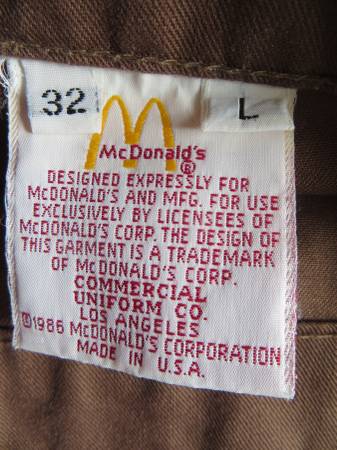 32 L
McDonald's
®
DESIGNED EXPRESSLY FOR
McDONALD'S AND MFG. FOR USE
EXCLUSIVELY BY LICENSEES OF
McDONALD'S CORP. THE DESIGN OF
THIS GARMENT IS A TRADEMARK
OF McDONALD'S CORP.
COMMERCIAL
UNIFORM CO.
LOS ANGELES
©1986 McDONALD'S CORPORATION
MADE IN U.S.A.